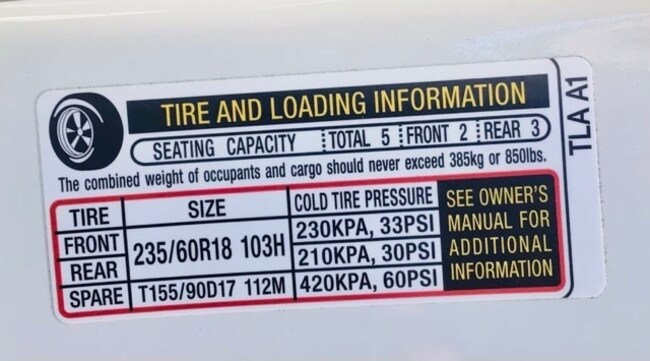 TIRE AND LOADING INFORMATION
SEATING CAPACITY TOTAL 5 FRONT 2 REAR 3
The combined weight of occupants and cargo should never exceed 385kg or 850lbs.
TIRE SIZE COLD TIRE PRESSURE
FRONT 235/60R18 103H 230KPA, 33PSI
REAR 210KPA, 30PSI
SPARE T155/90D17 112M 420KPA, 60PSI
SEE OWNER'S
MANUAL FOR
ADDITIONAL
INFORMATION
TLA A1